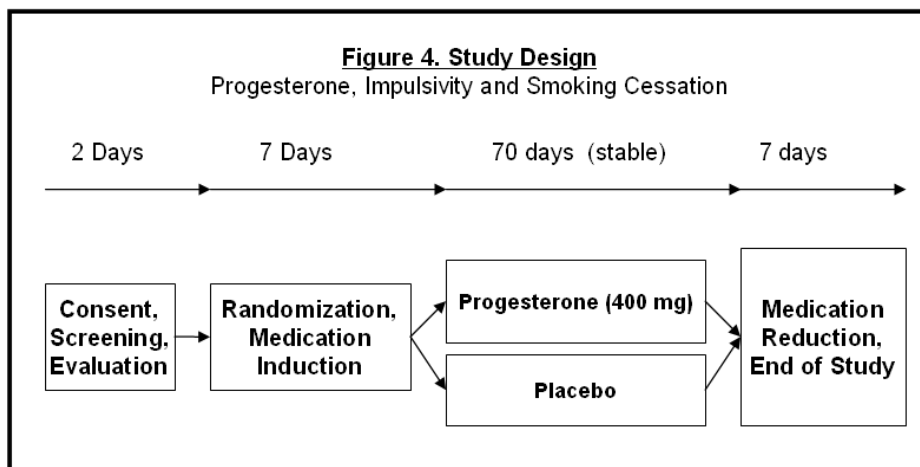 Figure 4. Study Design
Progesterone, Impulsivity and Smoking Cessation
2 Days
7 Days
70 days (stable)
7 days
Consent,
Screening,
Evaluation
Randomization,
Medication
Induction
Progesterone (400 mg)
Placebo
Medication
Reduction,
End of Study